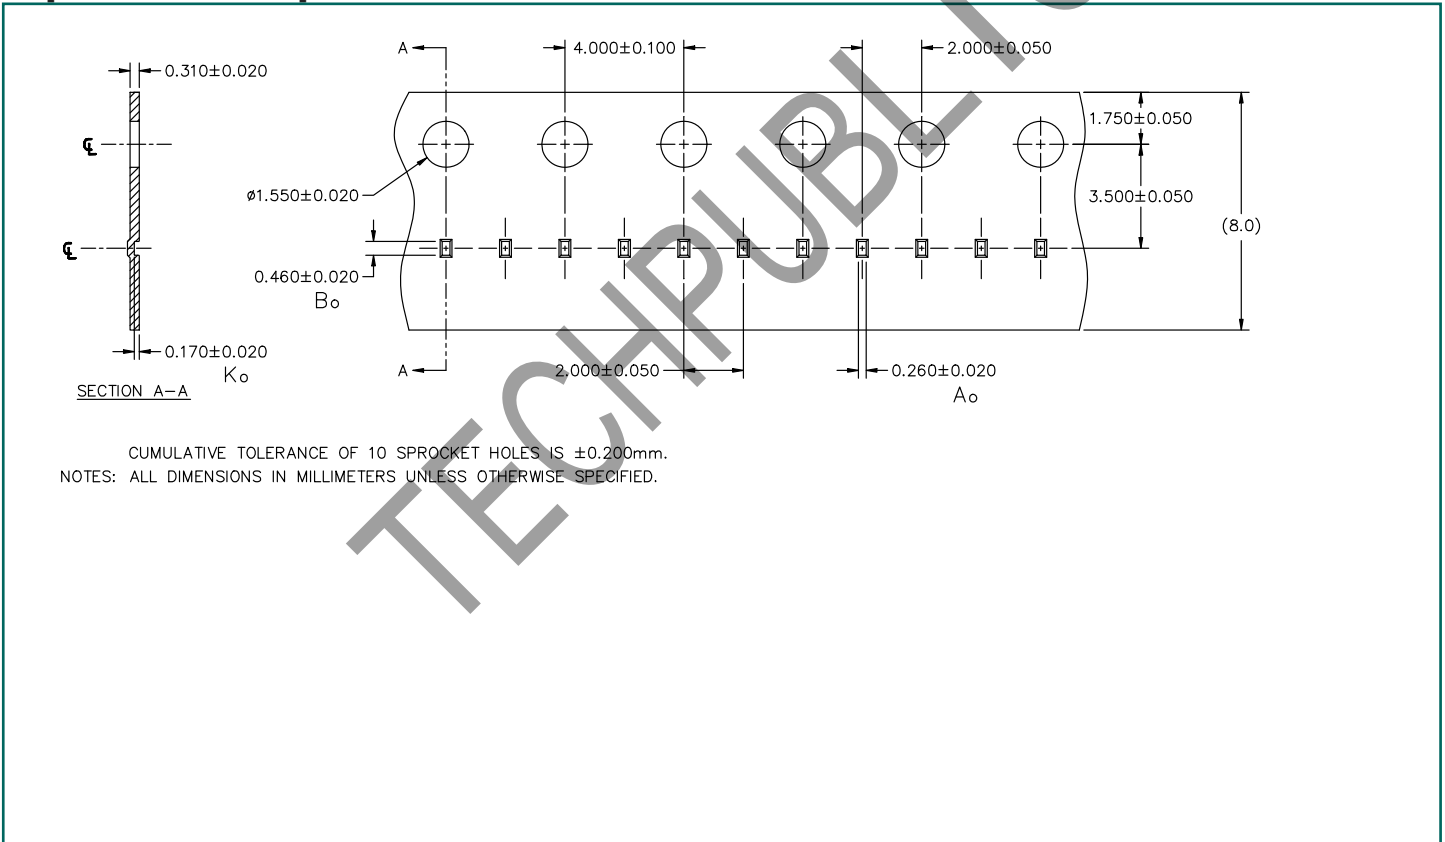 A
4.000±0.100
2.000±0.050
0.310±0.020
1.750±0.050
℄
ø1.550±0.020
3.500±0.050
(8.0)
℄
0.460±0.020
Bo
0.170±0.020
Ko
A
2.000±0.050
0.260±0.020
Ao
SECTION A-A
CUMULATIVE TOLERANCE OF 10 SPROCKET HOLES IS ±0.200mm.
NOTES: ALL DIMENSIONS IN MILLIMETERS UNLESS OTHERWISE SPECIFIED.